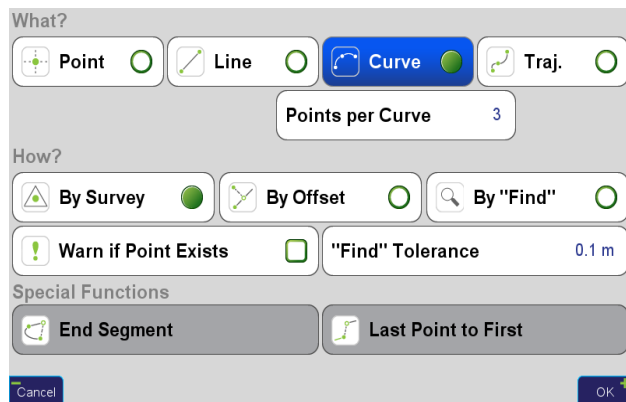 What?
Point Line Curve Traj.
Points per Curve 3
How?
By Survey By Offset By "Find"
Warn if Point Exists "Find" Tolerance 0.1 m
Special Functions
End Segment Last Point to First
Cancel OK